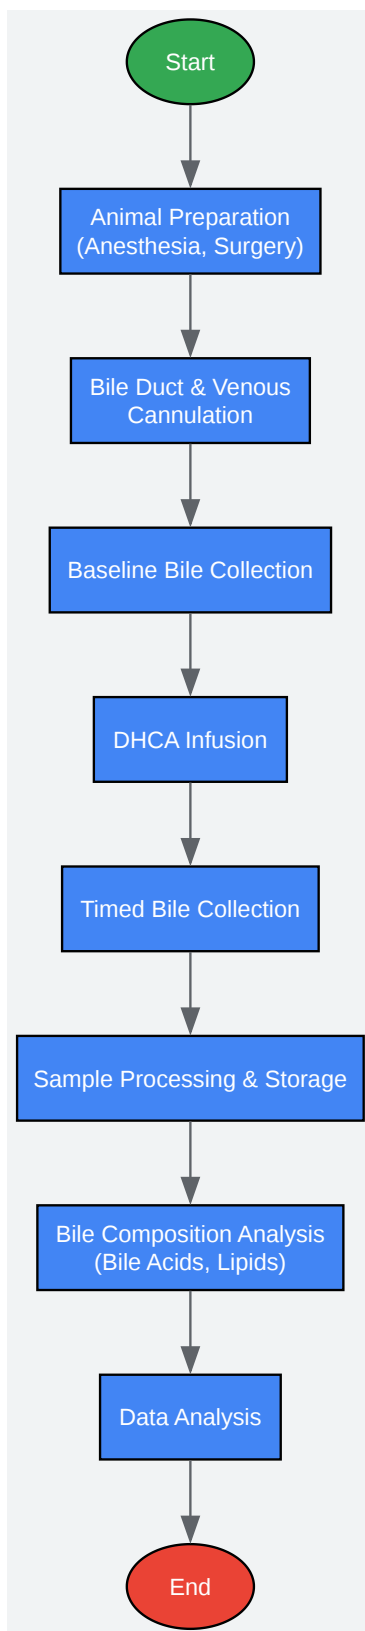 Start
Animal Preparation
(Anesthesia, Surgery)
Bile Duct & Venous
Cannulation
Baseline Bile Collection
DHCA Infusion
Timed Bile Collection
Sample Processing & Storage
Bile Composition Analysis
(Bile Acids, Lipids)
Data Analysis
End